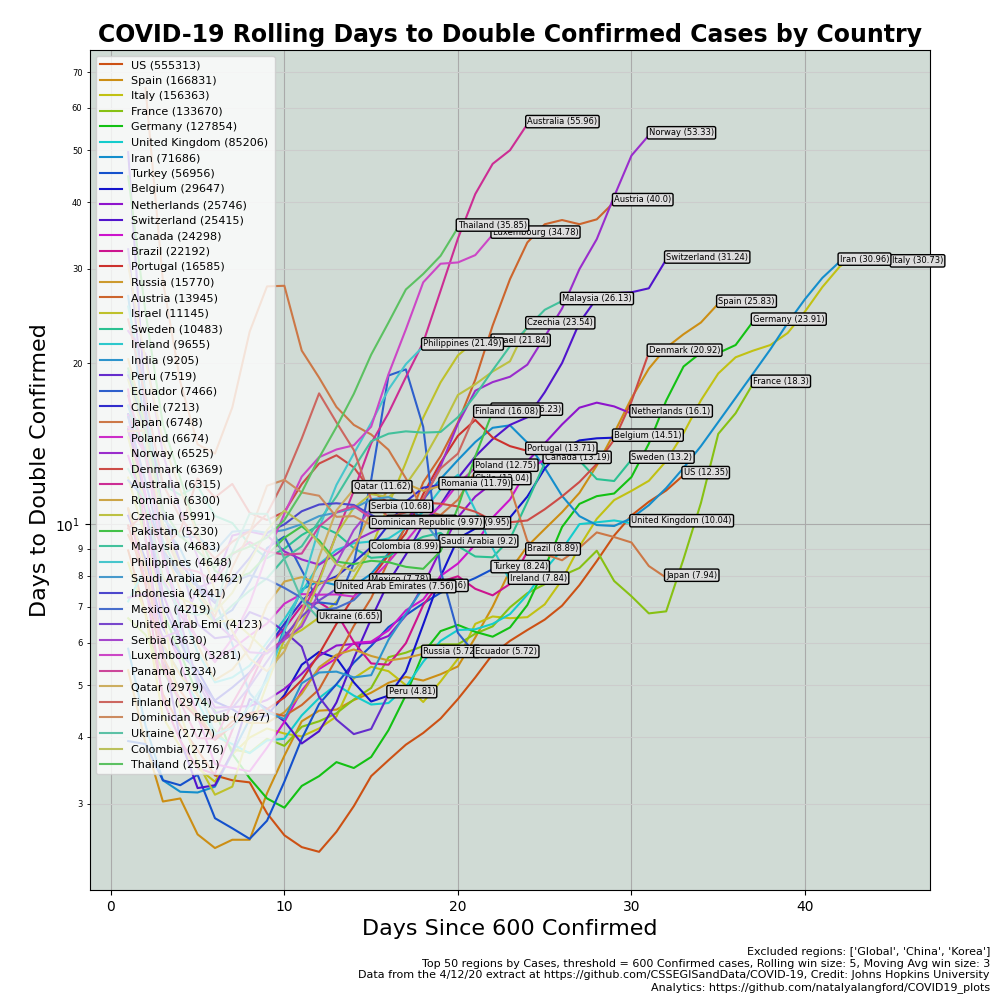 COVID-19 Rolling Days to Double Confirmed Cases by Country
Days to Double Confirmed
70
60
50
40
30
20
10¹
9
8
7
6
5
4
3
US (555313)
Spain (166831)
Italy (156363)
France (133670)
Germany (127854)
United Kingdom (85206)
Iran (71686)
Turkey (56956)
Belgium (29647)
Netherlands (25746)
Switzerland (25415)
Canada (24298)
Brazil (22192)
Portugal (16585)
Russia (15770)
Austria (13945)
Israel (11145)
Sweden (10483)
Ireland (9655)
India (9205)
Peru (7519)
Ecuador (7466)
Chile (7213)
Japan (6748)
Poland (6674)
Norway (6525)
Denmark (6369)
Australia (6315)
Romania (6300)
Czechia (5991)
Pakistan (5230)
Malaysia (4683)
Philippines (4648)
Saudi Arabia (4462)
Indonesia (4241)
Mexico (4219)
United Arab Emi (4123)
Serbia (3630)
Luxembourg (3281)
Panama (3234)
Qatar (2979)
Finland (2974)
Dominican Repub (2967)
Ukraine (2777)
Colombia (2776)
Thailand (2551)
Australia (55.96)
Norway (53.33)
Austria (40.0)
Thailand (35.85)
Luxembourg (34.78)
Switzerland (31.24)
Iran (30.96)
Italy (30.73)
Malaysia (26.13)
Spain (25.83)
Czechia (23.54)
Germany (23.91)
Philippines (21.49)
Israel (21.84)
Denmark (20.92)
France (18.3)
Finland (16.08)
6.23)
Netherlands (16.1)
Belgium (14.51)
Portugal (13.71)
Canada (13.19)
Sweden (13.2)
Poland (12.75)
US (12.35)
Qatar (11.62)
Romania (11.79)
Serbia (10.68)
Dominican Republic (9.97)
(9.95)
United Kingdom (10.04)
Colombia (8.99)
Saudi Arabia (9.2)
Brazil (8.89)
Turkey (8.24)
Mexico (7.78)
Ireland (7.84)
Japan (7.94)
United Arab Emirates (7.56)
Ukraine (6.65)
Russia (5.72
Ecuador (5.72)
Peru (4.81)
0 10 20 30 40
Days Since 600 Confirmed
Excluded regions: ['Global', 'China', 'Korea']
Top 50 regions by Cases, threshold = 600 Confirmed cases, Rolling win size: 5, Moving Avg win size: 3
Data from the 4/12/20 extract at https://github.com/CSSEGISandData/COVID-19, Credit: Johns Hopkins University
Analytics: https://github.com/natalyalangford/COVID19_plots